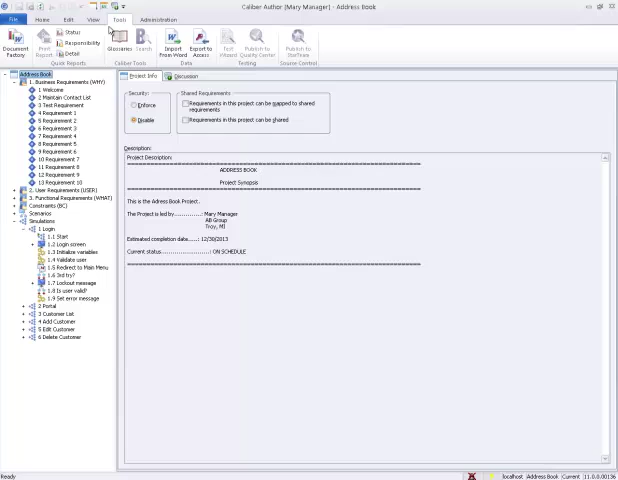 Caliber Author (Mary Manager) - Address Book
File Home Edit View Tools Administration
Document Factory
Print Report
Status
Responsibility
Detail
Quick Reports
Glossaries
Search
Caliber Tools
Import From Word
Export to Access
Data
Test Wizard
Publish to Quality Center
Testing
Publish to StarTeam
Source Control
Address Book
1. Business Requirements (WHY)
1 Welcome
2 Maintain Contact List
3 Test Requirement
4 Requirement 1
5 Requirement 2
6 Requirement 3
7 Requirement 4
8 Requirement 5
9 Requirement 6
10 Requirement 7
11 Requirement 8
12 Requirement 9
13 Requirement 10
2. User Requirements (USER)
3. Functional Requirements (WHAT)
Constraints (BC)
Scenarios
Simulations
1 Login
1.1 Start
1.2 Login screen
1.3 Initialize variables
1.4 Validate user
1.5 Redirect to Main Menu
1.6 3rd try?
1.7 Lockout message
1.8 Is user valid?
1.9 Set error message
2 Portal
3 Customer List
4 Add Customer
5 Edit Customer
6 Delete Customer
Project Info Discussion
Security:
Enforce
Disable
Shared Requirements
Requirements in this project can be mapped to shared
requirements
Requirements in this project can be shared
Description:
Project Description:
ADDRESS BOOK
Project Synopsis
This is the Adress Book Project.
The Project is led by..............: Mary Manager
AB Group
Troy, MI
Estimated completion date.....: 12/30/2013
Current status.........................: ON SCHEDULE
Ready
localhost Address Book Current 11.0.0.00136